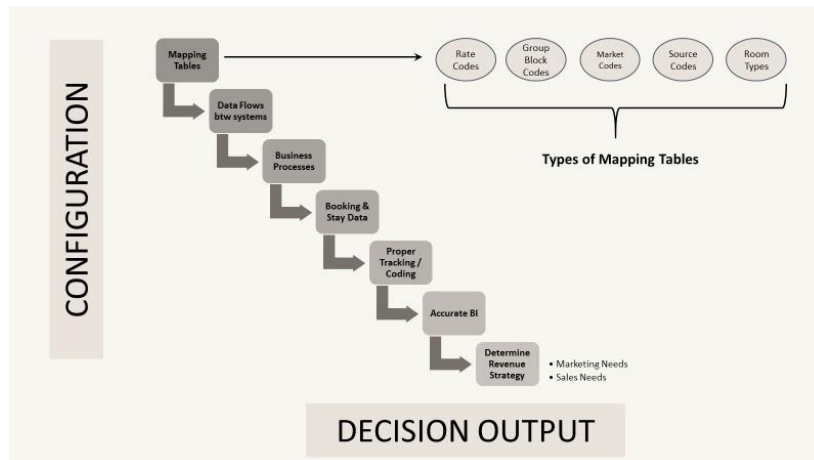 CONFIGURATION
Mapping
Tables
Rate
Codes
Group
Block
Codes
Market
Codes
Source
Codes
Room
Types
Types of Mapping Tables
Data Flows
btw systems
Business
Processes
Booking &
Stay Data
Proper
Tracking /
Coding
Accurate BI
Determine
Revenue
Strategy
• Marketing Needs
• Sales Needs
DECISION OUTPUT